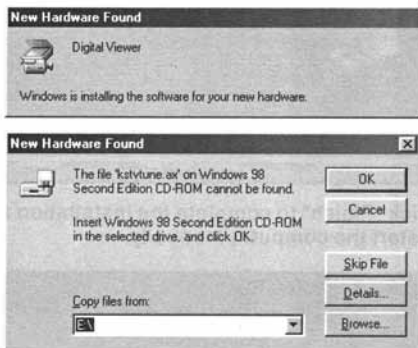 New Hardware Found
Digital Viewer
Windows is installing the software for your new hardware.
New Hardware Found
The file 'kstvtune.ax' on Windows 98
Second Edition CD-ROM cannot be found.
OK
Cancel
Insert Windows 98 Second Edition CD-ROM
in the selected drive, and click OK.
Skip File
Details...
Copy files from:
E:\
Browse...